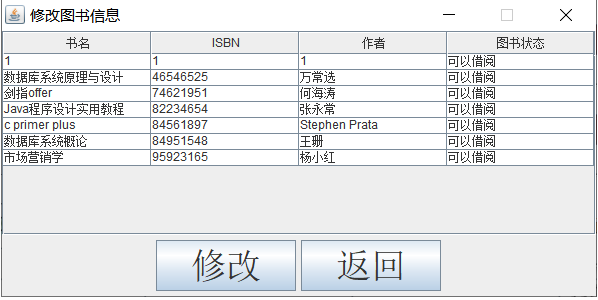 修改图书信息
书名 ISBN 作者 图书状态
1 1 1 可以借阅
数据库系统原理与设计 46546525 万常选 可以借阅
剑指offer 74621951 何海涛 可以借阅
Java程序设计实用教程 82234654 张永常 可以借阅
c primer plus 84561897 Stephen Prata 可以借阅
数据库系统概论 84951548 王珊 可以借阅
市场营销学 95923165 杨小红 可以借阅
修改 返回